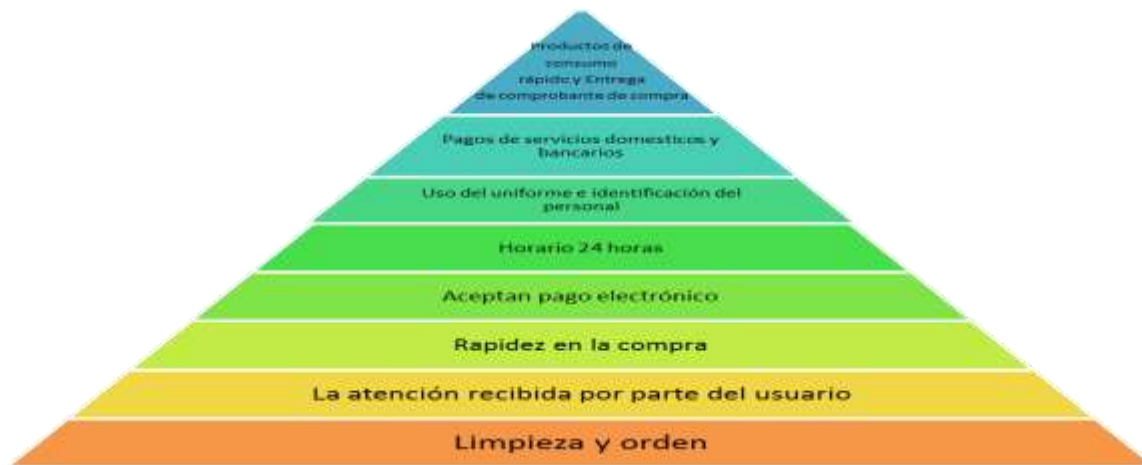 Productos de
consumo
rápido y Entrega
de comprobante de compra
Pagos de servicios domesticos y
bancarios
Uso del uniforme e identificación del
personal
Horario 24 horas
Aceptan pago electrónico
Rapidez en la compra
La atención recibida por parte del usuario
Limpieza y orden